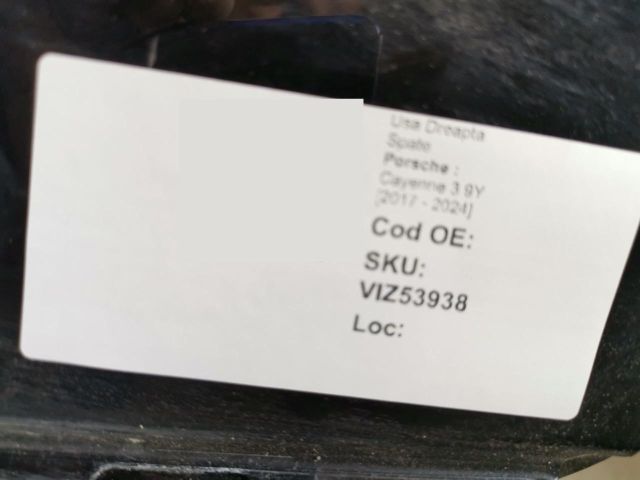 Usa Dreapta
Spate
Porsche :
Cayenne 3 9Y
[2017 - 2024]
Cod OE:
SKU:
VIZ53938
Loc: